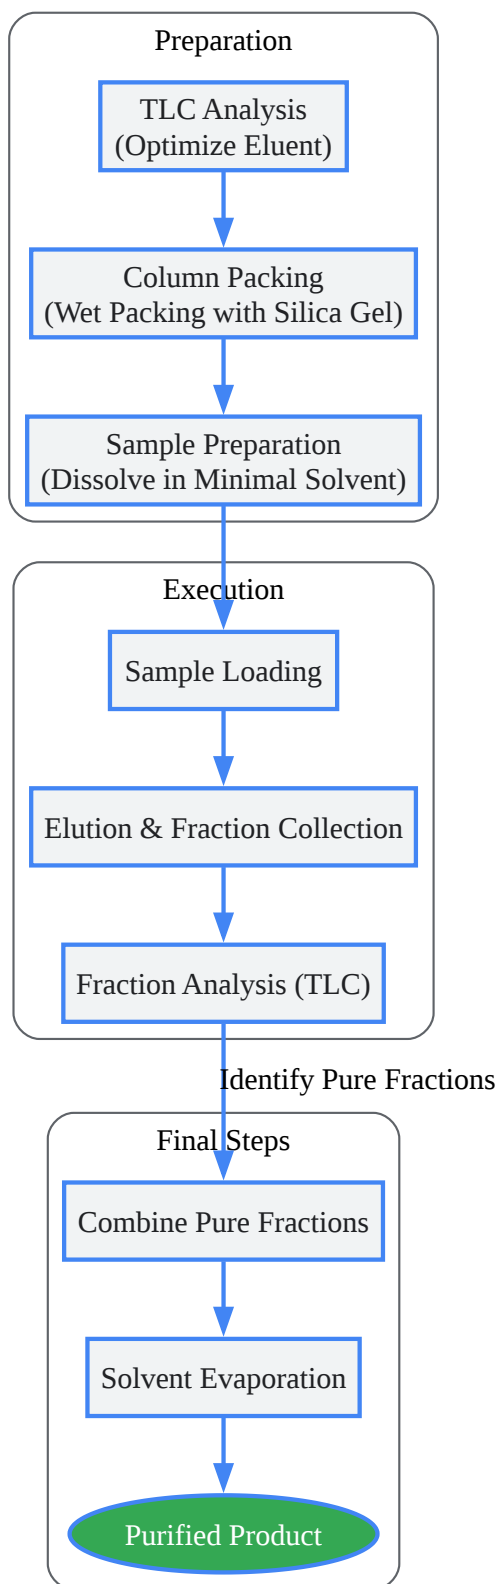 Preparation
TLC Analysis
(Optimize Eluent)
Column Packing
(Wet Packing with Silica Gel)
Sample Preparation
(Dissolve in Minimal Solvent)
Execution
Sample Loading
Elution & Fraction Collection
Fraction Analysis (TLC)
Identify Pure Fractions
Final Steps
Combine Pure Fractions
Solvent Evaporation
Purified Product